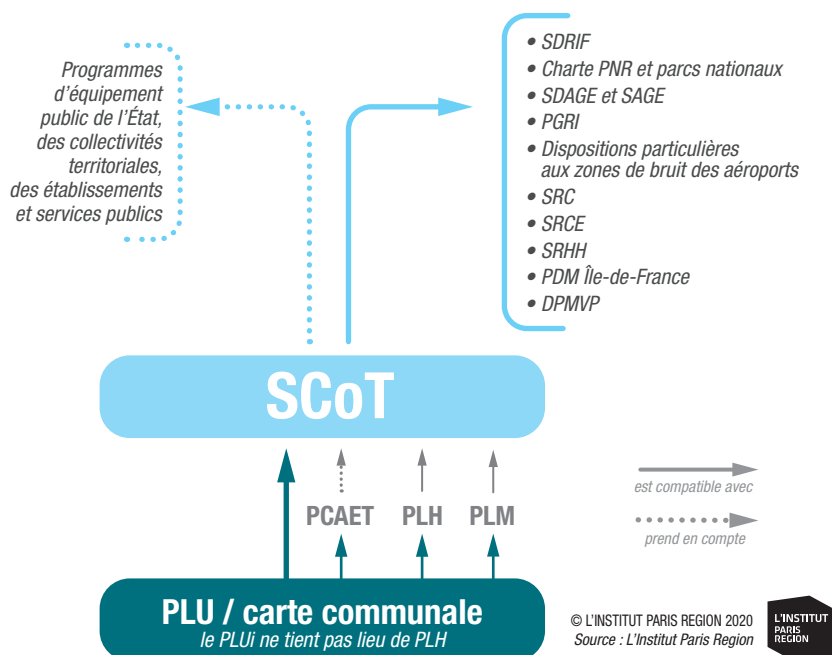 Programmes
d'équipement
public de l'État,
des collectivités
territoriales,
des établissements
et services publics
• SDRIF
• Charte PNR et parcs nationaux
• SDAGE et SAGE
• PGRI
• Dispositions particulières
aux zones de bruit des aéroports
• SRC
• SRCE
• SRHH
• PDM Île-de-France
• DPMVP
SCoT
PCAET PLH PLM
est compatible avec
prend en compte
PLU / carte communale
le PLUi ne tient pas lieu de PLH
© L'INSTITUT PARIS REGION 2020
Source : L'Institut Paris Region
L'INSTITUT
PARIS
REGION